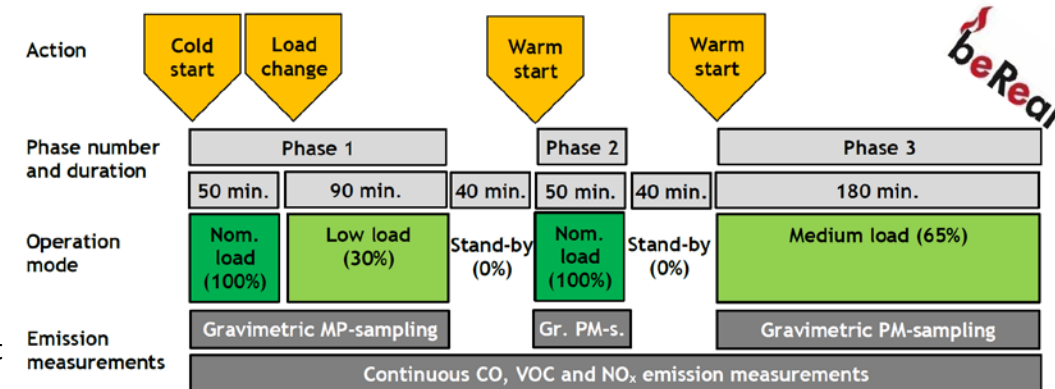 Action
Cold
start
Load
change
Warm
start
Warm
start
beReal
Phase number
and duration
Phase 1
Phase 2
Phase 3
50 min.
90 min.
40 min.
50 min.
40 min.
180 min.
Operation
mode
Nom.
load
(100%)
Low load
(30%)
Stand-by
(0%)
Nom.
load
(100%)
Stand-by
(0%)
Medium load (65%)
t
Emission
measurements
Gravimetric MP-sampling
Gr. PM-s.
Gravimetric PM-sampling
Continuous CO, VOC and NOₓ emission measurements